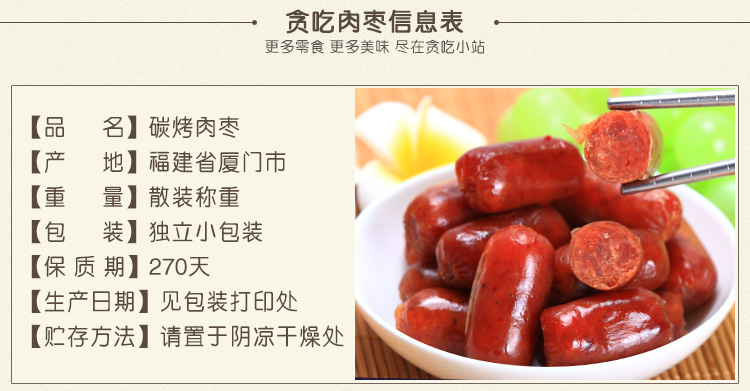 贪吃肉枣信息表
更多零食 更多美味 尽在贪吃小站
【品 名】碳烤肉枣
【产 地】福建省厦门市
【重 量】散装称重
【包 装】独立小包装
【保 质 期】270天
【生产日期】见包装打印处
【贮存方法】请置于阴凉干燥处